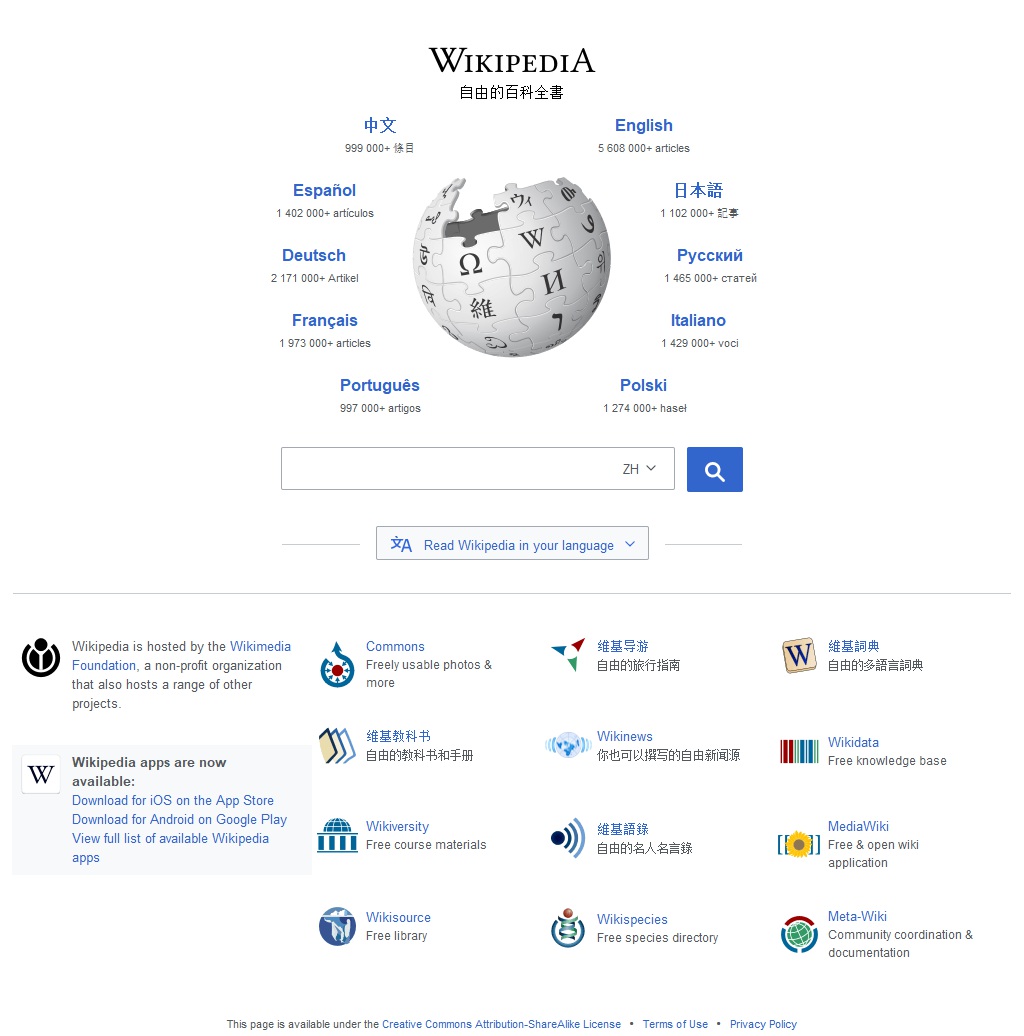 WIKIPEDIA
自由的百科全書
中文
999 000+ 條目
English
5 608 000+ articles
Español
1 402 000+ artículos
日本語
1 102 000+ 記事
Deutsch
2 171 000+ Artikel
Русский
1 465 000+ статей
Français
1 973 000+ articles
Italiano
1 429 000+ voci
Português
997 000+ artigos
Polski
1 274 000+ haseł
Ω
W
ウィ
И
維
ZH
文A
Read Wikipedia in your language
Wikipedia is hosted by the Wikimedia
Foundation, a non-profit organization
that also hosts a range of other
projects.
W
Wikipedia apps are now
available:
Download for iOS on the App Store
Download for Android on Google Play
View full list of available Wikipedia
apps
Commons
Freely usable photos &
more
维基导游
自由的旅行指南
W
維基詞典
自由的多語言詞典
维基教科书
自由的教科书和手册
Wikinews
你也可以撰写的自由新闻源
Wikidata
Free knowledge base
Wikiversity
Free course materials
維基語錄
自由的名人名言錄
MediaWiki
Free & open wiki
application
Wikisource
Free library
Wikispecies
Free species directory
Meta-Wiki
Community coordination &
documentation
This page is available under the Creative Commons Attribution-ShareAlike License • Terms of Use • Privacy Policy